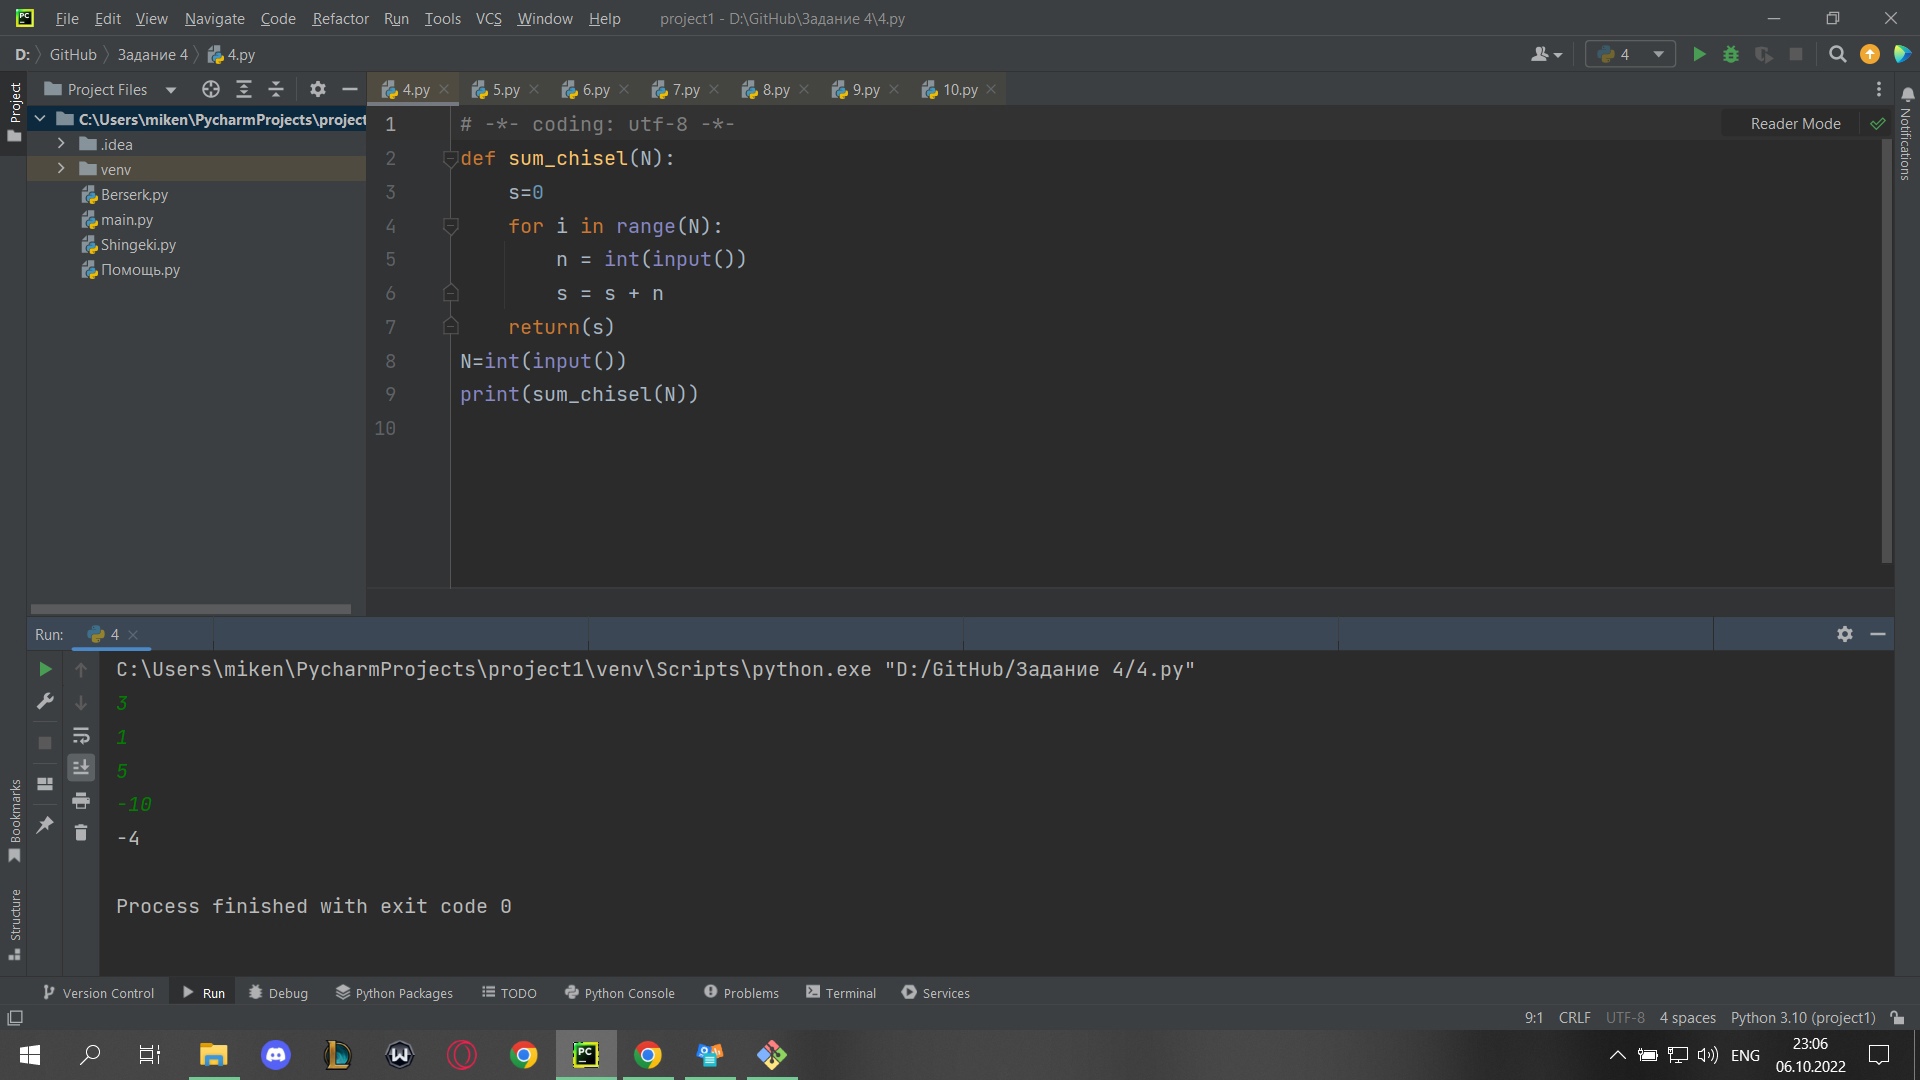 File Edit View Navigate Code Refactor Run Tools VCS Window Help project1 - D:\GitHub\Задание 4\4.py
D: GitHub Задание 4 4.py
4
Project Files
4.py 5.py 6.py 7.py 8.py 9.py 10.py
Project
C:\Users\miken\PycharmProjects\project
.idea
venv
Berserk.py
main.py
Shingeki.py
Помощь.py
Reader Mode
Notifications
1 # -*- coding: utf-8 -*-
2 def sum_chisel(N):
3 s=0
4 for i in range(N):
5 n = int(input())
6 s = s + n
7 return(s)
8 N=int(input())
9 print(sum_chisel(N))
10
Run: 4
C:\Users\miken\PycharmProjects\project1\venv\Scripts\python.exe "D:/GitHub/Задание 4/4.py"
3
1
5
-10
-4
Process finished with exit code 0
Bookmarks
Structure
Version Control Run Debug Python Packages TODO Python Console Problems Terminal Services
9:1 CRLF UTF-8 4 spaces Python 3.10 (project1)
ENG
23:06
06.10.2022